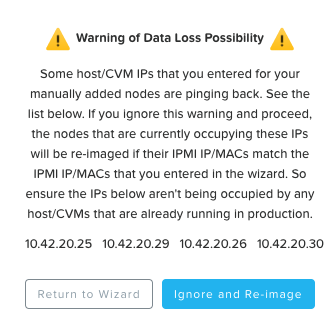 Warning of Data Loss Possibility
Some host/CVM IPs that you entered for your
manually added nodes are pinging back. See the
list below. If you ignore this warning and proceed,
the nodes that are currently occupying these IPs
will be re-imaged if their IPMI IP/MACs match the
IPMI IP/MACs that you entered in the wizard. So
ensure the IPs below aren't being occupied by any
host/CVMs that are already running in production.
10.42.20.25 10.42.20.29 10.42.20.26 10.42.20.30
Return to Wizard Ignore and Re-image